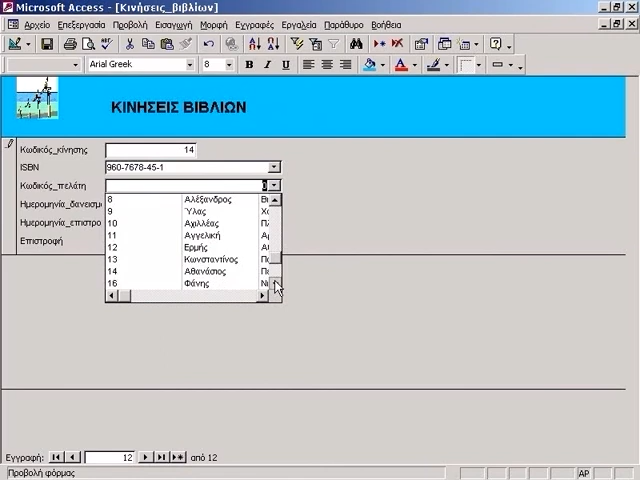 Microsoft Access - [Κινήσεις_βιβλίων]
Αρχείο Επεξεργασία Προβολή Εισαγωγή Μορφή Εγγραφές Εργαλεία Παράθυρο Βοήθεια
Arial Greek 8 B I U
ΚΙΝΗΣΕΙΣ ΒΙΒΛΙΩΝ
Κωδικός_κίνησης 14
ISBN 960-7678-45-1
Κωδικός_πελάτη 0
Ημερομηνία_δανεισμ
Ημερομηνία_επιστρο
Επιστροφή
8 Αλέξανδρος
9 Ύλας
10 Αχιλλέας
11 Αγγελική
12 Ερμής
13 Κωνσταντίνος
14 Αθανάσιος
16 Φάνης
Εγγραφή: 12 από 12
Προβολή φόρμας AP